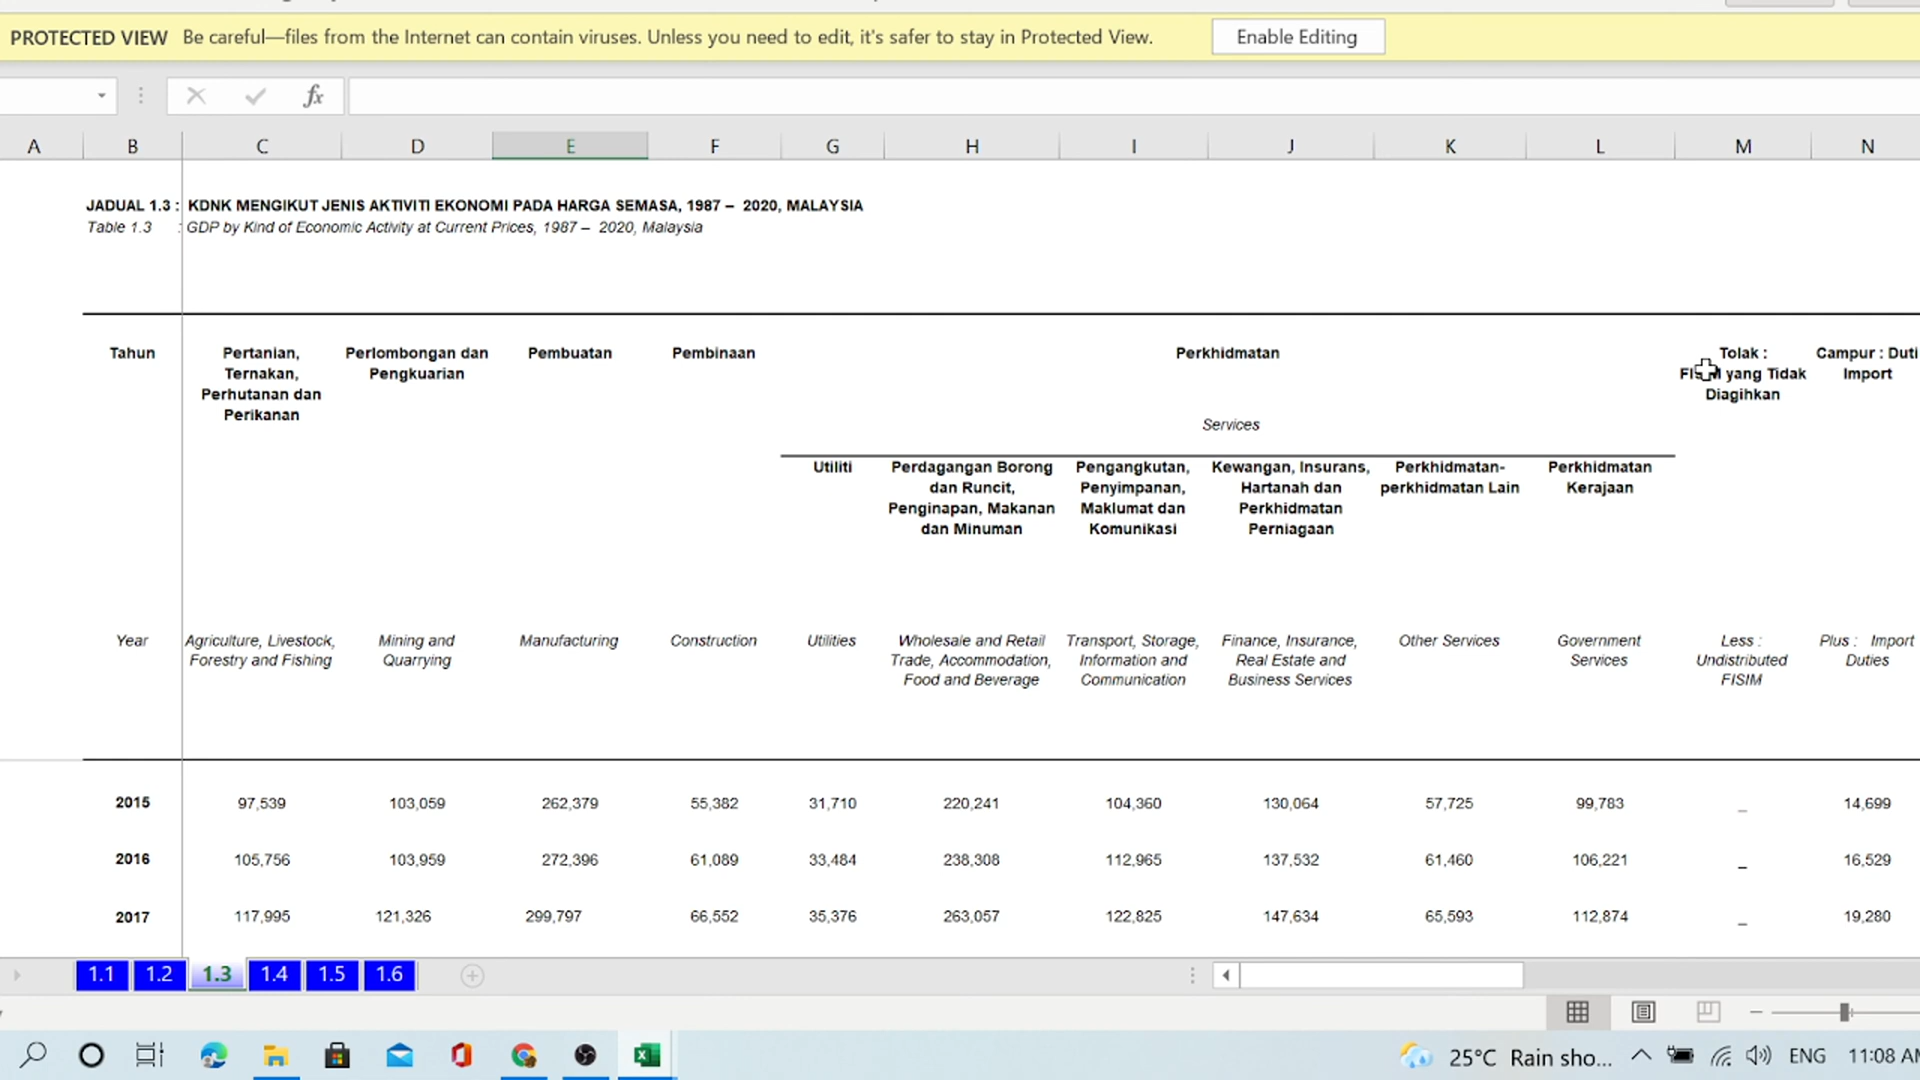 PROTECTED VIEW Be careful—files from the Internet can contain viruses. Unless you need to edit, it's safer to stay in Protected View. Enable Editing
fx
A B C D E F G H I J K L M N
JADUAL 1.3 : KDNK MENGIKUT JENIS AKTIVITI EKONOMI PADA HARGA SEMASA, 1987 – 2020, MALAYSIA
Table 1.3 : GDP by Kind of Economic Activity at Current Prices, 1987 – 2020, Malaysia
Tahun Pertanian, Perlombongan dan Pembuatan Pembinaan Perkhidmatan Tolak : Campur : Duti
Ternakan, Pengkuarian FISIM yang Tidak Import
Perhutanan dan Diagihkan
Perikanan
Services
Utiliti Perdagangan Borong Pengangkutan, Kewangan, Insurans, Perkhidmatan- Perkhidmatan
dan Runcit, Penyimpanan, Hartanah dan perkhidmatan Lain Kerajaan
Penginapan, Makanan Maklumat dan Perkhidmatan
dan Minuman Komunikasi Perniagaan
Year Agriculture, Livestock, Mining and Manufacturing Construction Utilities Wholesale and Retail Transport, Storage, Finance, Insurance, Other Services Government Less : Plus : Import
Forestry and Fishing Quarrying Trade, Accommodation, Information and Real Estate and Services Undistributed Duties
Food and Beverage Communication Business Services FISIM
2015 97,539 103,059 262,379 55,382 31,710 220,241 104,360 130,064 57,725 99,783 _ 14,699
2016 105,756 103,959 272,396 61,089 33,484 238,308 112,965 137,532 61,460 106,221 _ 16,529
2017 117,995 121,326 299,797 66,552 35,376 263,057 122,825 147,634 65,593 112,874 _ 19,280
1.1 1.2 1.3 1.4 1.5 1.6
25°C Rain sho... ENG 11:08 AM